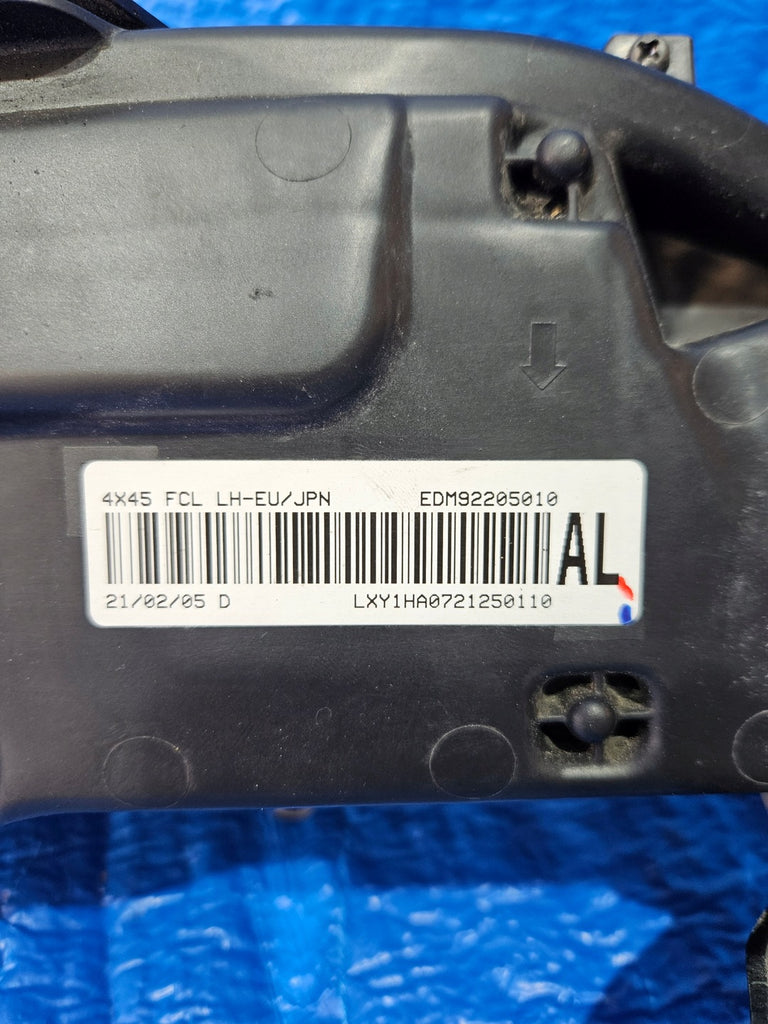 4X45 FCL LH-EU/JPN EDM92205010
AL
21/02/05 D LXY1HA0721250110